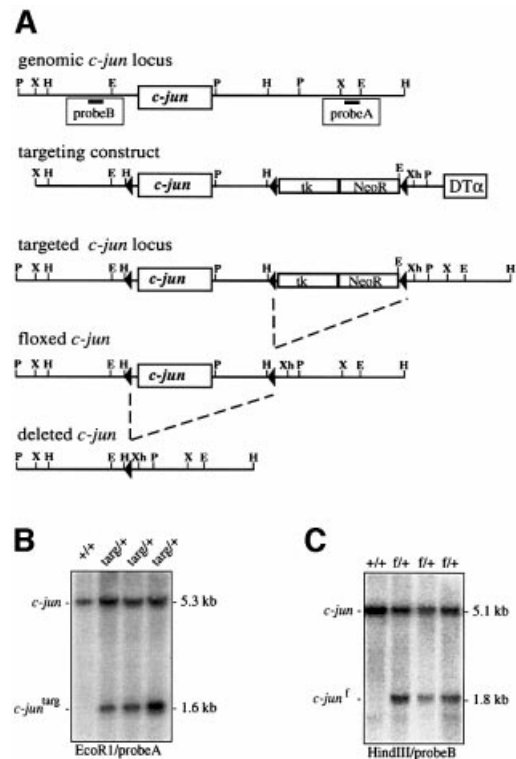 A
genomic c-jun locus
P X H E P H P X E H
c-jun
probeB probeA
targeting construct
X H E H P H E Xh P
c-jun tk NeoR DTα
targeted c-jun locus
P X H E H P H E Xh P X E H
c-jun tk NeoR
floxed c-jun
P X H E H P H Xh P X E H
c-jun
deleted c-jun
P X H E H Xh P X E H
B
+/+ targ/+ targ/+ targ/+
c-jun - - 5.3 kb
c-jun targ - - 1.6 kb
EcoR1/probeA
C
+/+ f/+ f/+ f/+
c-jun - - 5.1 kb
c-jun f - - 1.8 kb
HindIII/probeB